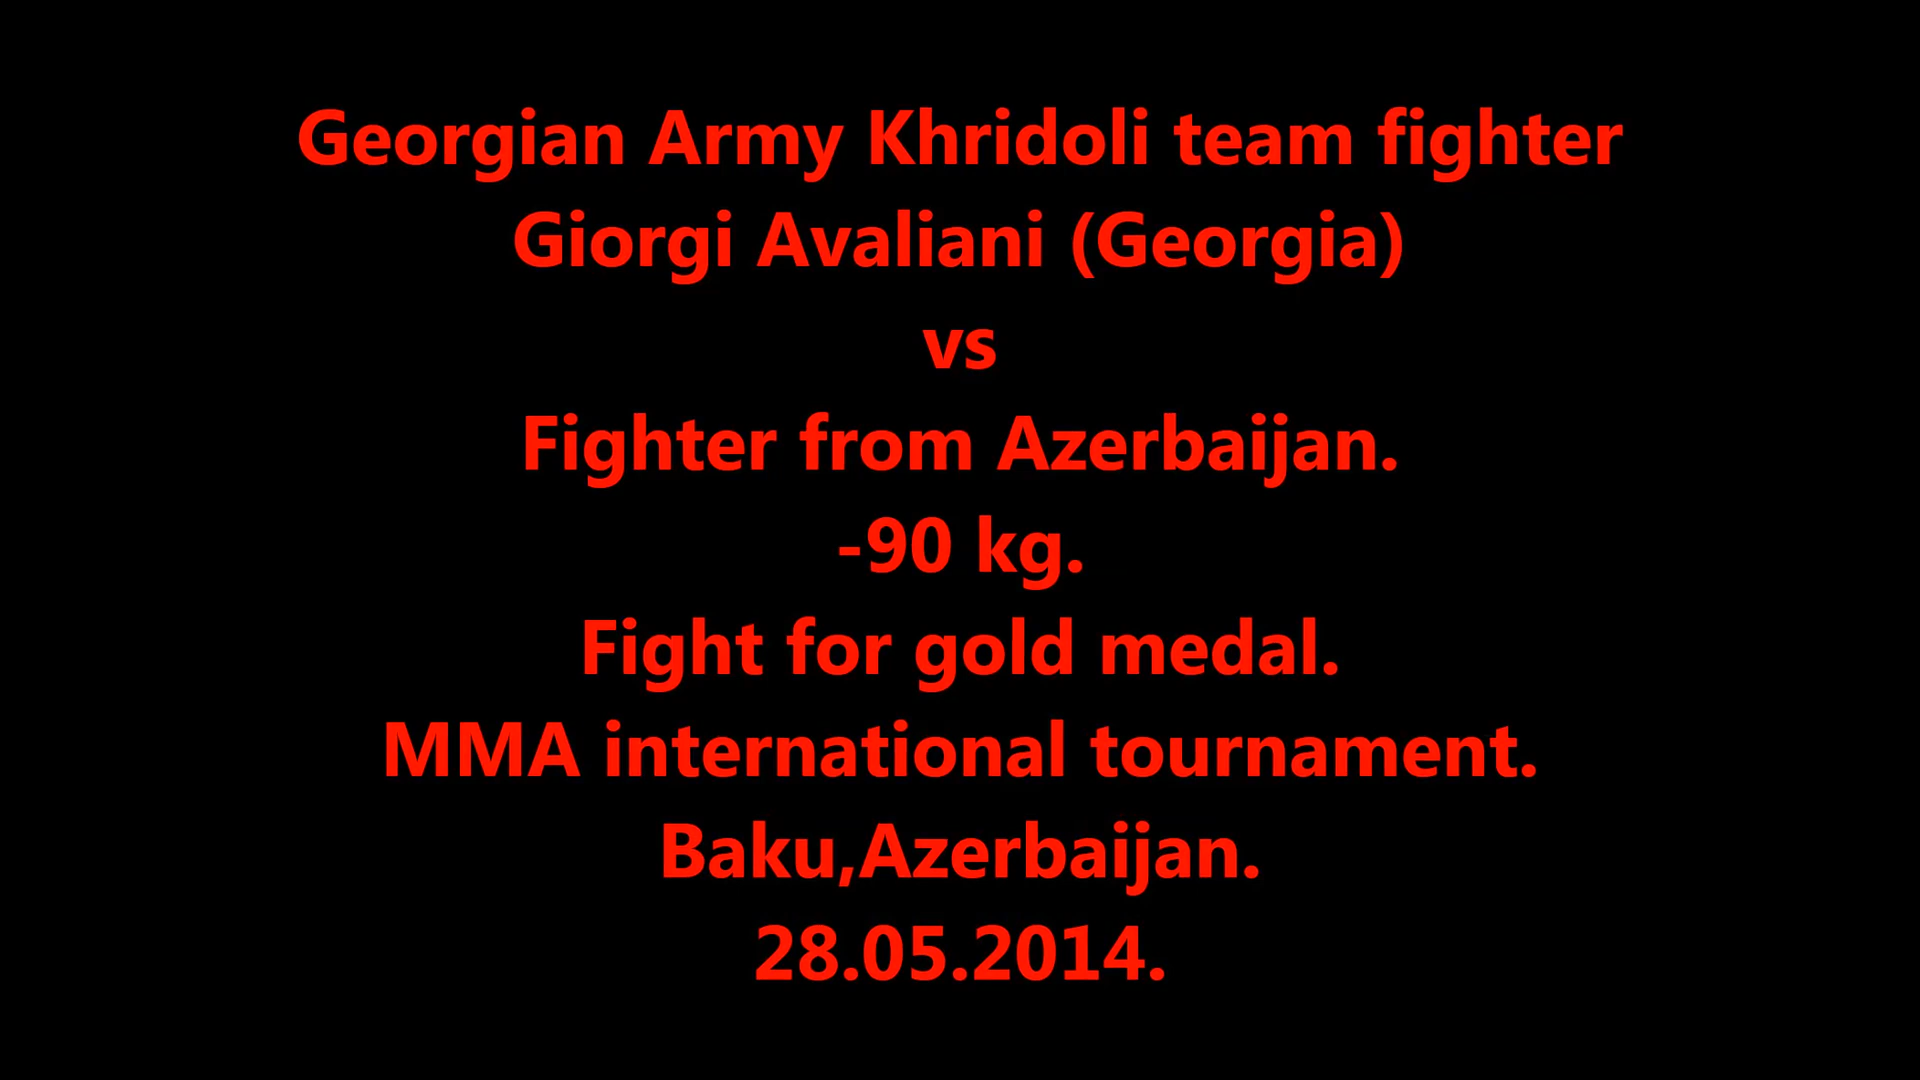 Georgian Army Khridoli team fighter
Giorgi Avaliani (Georgia)
vs
Fighter from Azerbaijan.
-90 kg.
Fight for gold medal.
MMA international tournament.
Baku,Azerbaijan.
28.05.2014.